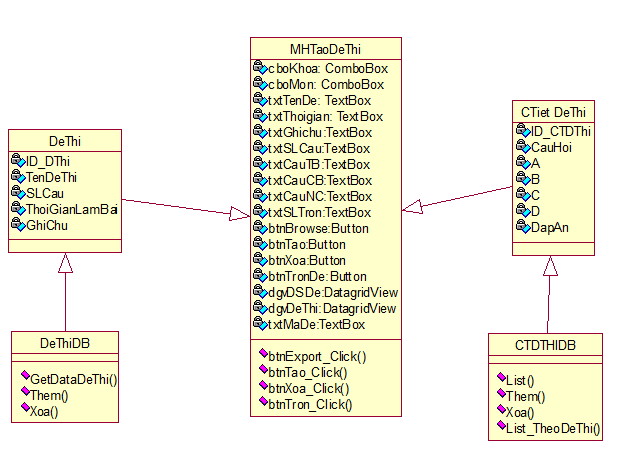 MHTaoDeThi
cboKhoa: ComboBox
cboMon: ComboBox
txtTenDe: TextBox
txtThoigian: TextBox
txtGhichu:TextBox
txtSLCau:TextBox
txtCauTB:TextBox
txtCauCB:TextBox
txtCauNC:TextBox
txtSLTron:TextBox
btnBrowse:Button
btnTao:Button
btnXoa:Button
btnTronDe:Button
dgvDSDe:DatagridView
dgvDeThi:DatagridView
txtMaDe:TextBox
btnExport_Click()
btnTao_Click()
btnXoa_Click()
btnTron_Click()
DeThi
ID_DThi
TenDeThi
SLCau
ThoiGianLamBai
GhiChu
DeThiDB
GetDataDeThi()
Them()
Xoa()
CTiet DeThi
ID_CTDThi
CauHoi
A
B
C
D
DapAn
CTDTHIDB
List()
Them()
Xoa()
List_TheoDeThi()